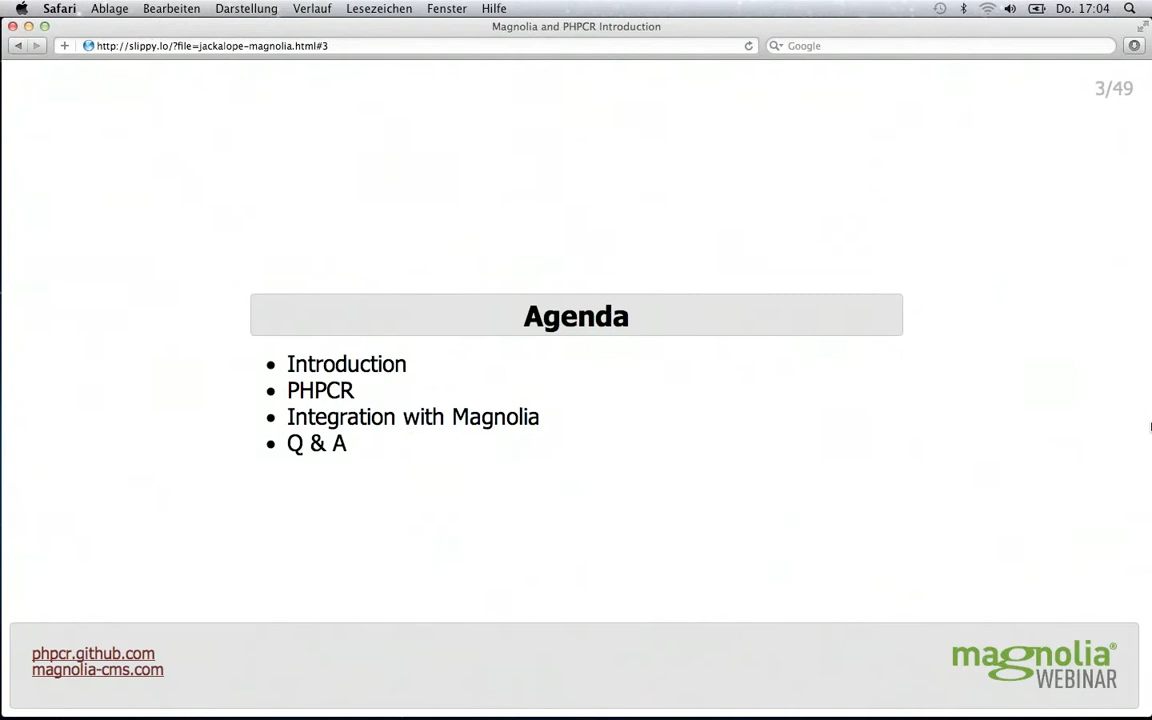 Safari Ablage Bearbeiten Darstellung Verlauf Lesezeichen Fenster Hilfe Do. 17:04
Magnolia and PHPCR Introduction
http://slippy.lo/?file=jackalope-magnolia.html#3 Google
3/49
Agenda
• Introduction
• PHPCR
• Integration with Magnolia
• Q & A
phpcr.github.com
magnolia-cms.com
magnolia®
WEBINAR